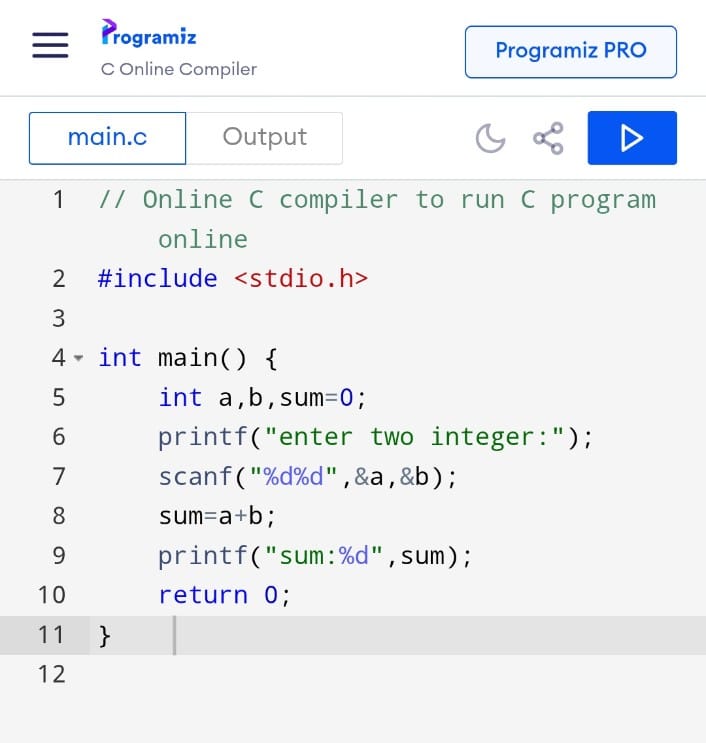 Programiz
C Online Compiler
Programiz PRO
main.c
Output
1 // Online C compiler to run C program
online
2 #include <stdio.h>
3
4 int main() {
5 int a,b,sum=0;
6 printf("enter two integer:");
7 scanf("%d%d",&a,&b);
8 sum=a+b;
9 printf("sum:%d",sum);
10 return 0;
11 }
12